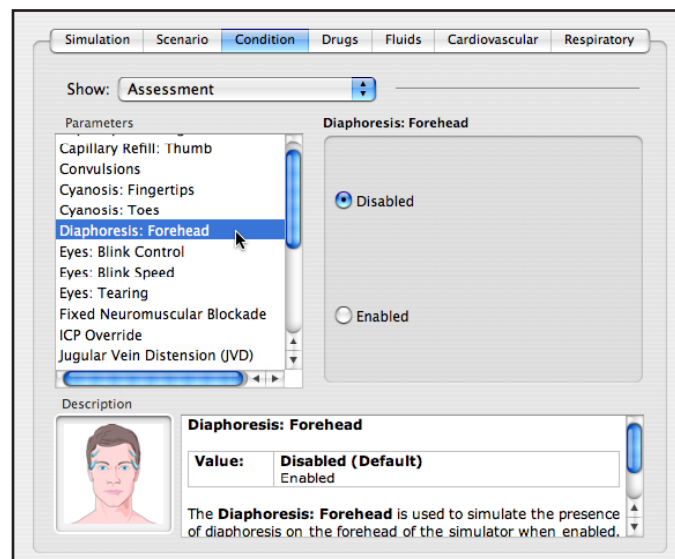 Simulation Scenario Condition Drugs Fluids Cardiovascular Respiratory
Show: Assessment
Parameters
Capillary Refill: Thumb
Convulsions
Cyanosis: Fingertips
Cyanosis: Toes
Diaphoresis: Forehead
Eyes: Blink Control
Eyes: Blink Speed
Eyes: Tearing
Fixed Neuromuscular Blockade
ICP Override
Jugular Vein Distension (JVD)
Diaphoresis: Forehead
Disabled
Enabled
Description
Diaphoresis: Forehead
Value: Disabled (Default)
Enabled
The Diaphoresis: Forehead is used to simulate the presence
of diaphoresis on the forehead of the simulator when enabled.